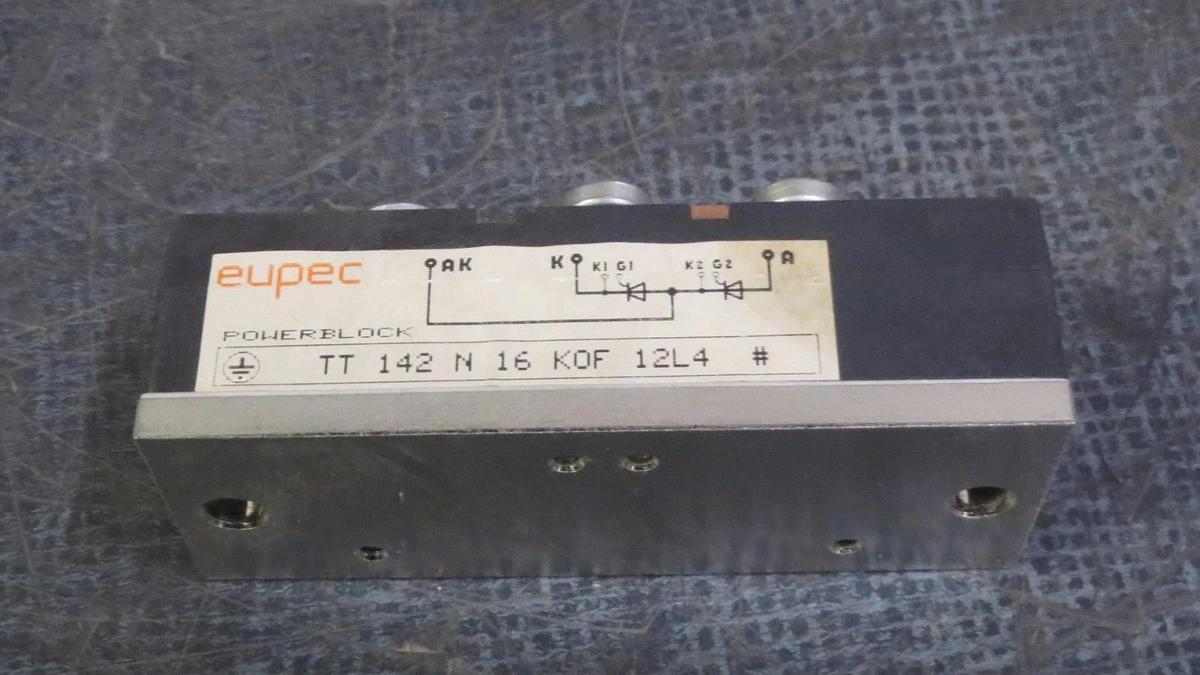 eupec
AK K K1 G1 K2 G2 A
POWERBLOCK
TT 142 N 16 KOF 12L4 #